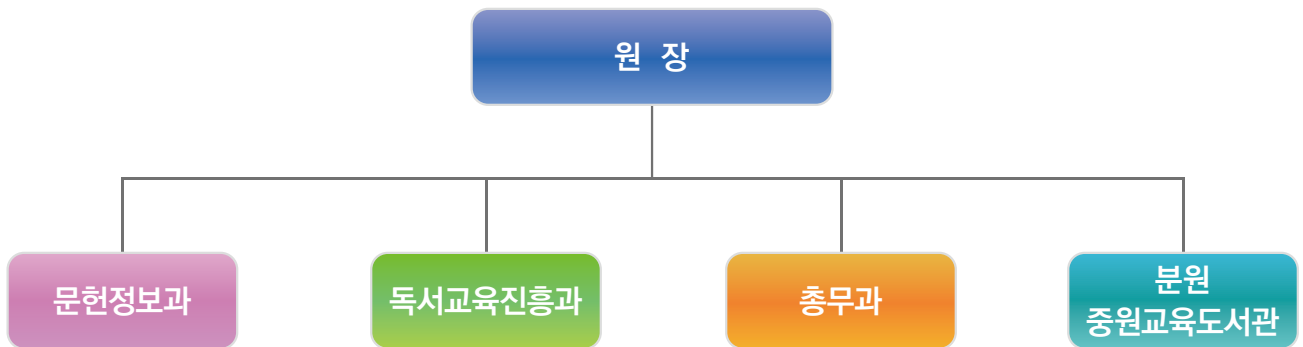 원 장
문헌정보과
독서교육진흥과
총무과
분원
중원교육도서관